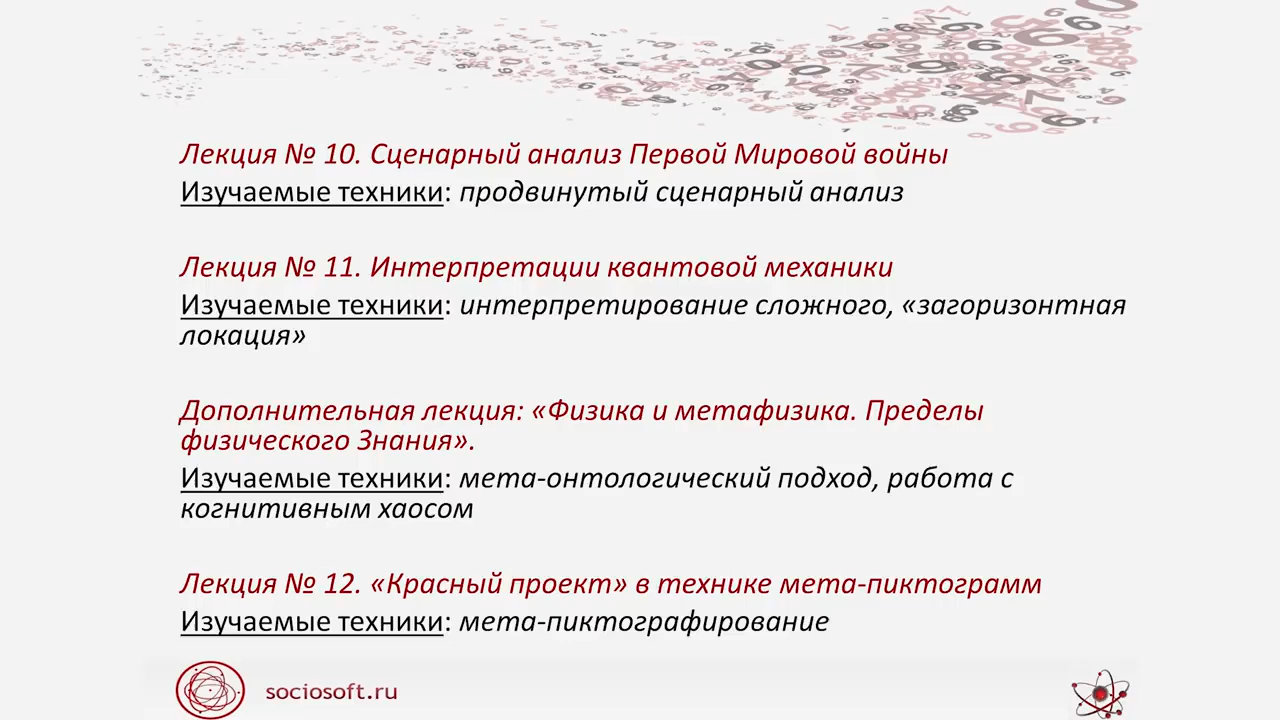 Лекция № 10. Сценарный анализ Первой Мировой войны
Изучаемые техники: продвинутый сценарный анализ
Лекция № 11. Интерпретации квантовой механики
Изучаемые техники: интерпретирование сложного, «загоризонтная
локация»
Дополнительная лекция: «Физика и метафизика. Пределы
физического Знания».
Изучаемые техники: мета-онтологический подход, работа с
когнитивным хаосом
Лекция № 12. «Красный проект» в технике мета-пиктограмм
Изучаемые техники: мета-пиктографирование
sociosoft.ru